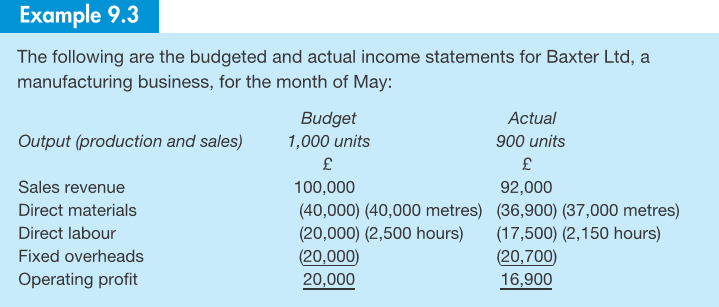 Example 9.3
The following are the budgeted and actual income statements for Baxter Ltd, a
manufacturing business, for the month of May:
Budget Actual
Output (production and sales) 1,000 units 900 units
£ £
Sales revenue 100,000 92,000
Direct materials (40,000) (40,000 metres) (36,900) (37,000 metres)
Direct labour (20,000) (2,500 hours) (17,500) (2,150 hours)
Fixed overheads (20,000) (20,700)
Operating profit 20,000 16,900